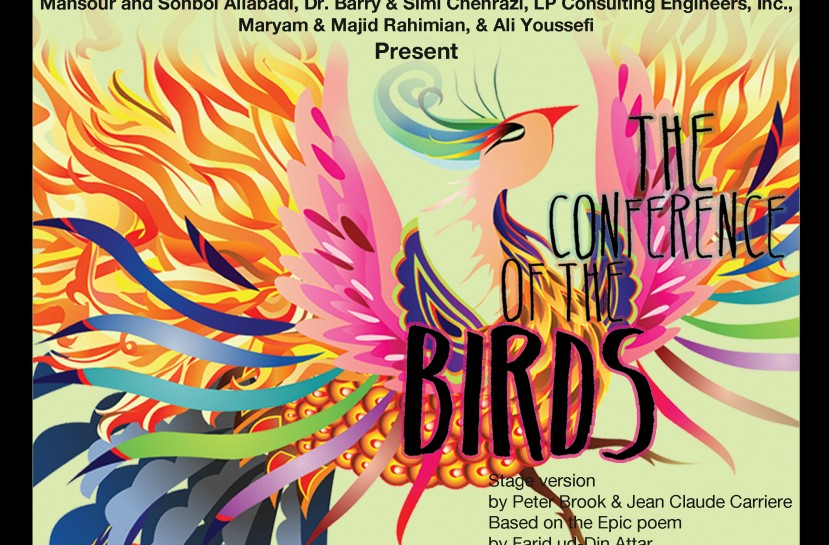 Mansour and Sonbol Aliabadi, Dr. Barry & Simi Chehrazi, LP Consulting Engineers, Inc.,
Maryam & Majid Rahimian, & Ali Youssefi
Present
THE
CONFERENCE
OF THE
BIRDS
Stage version
by Peter Brook & Jean Claude Carriere
Based on the Epic poem
by Farid ud-Din Attar